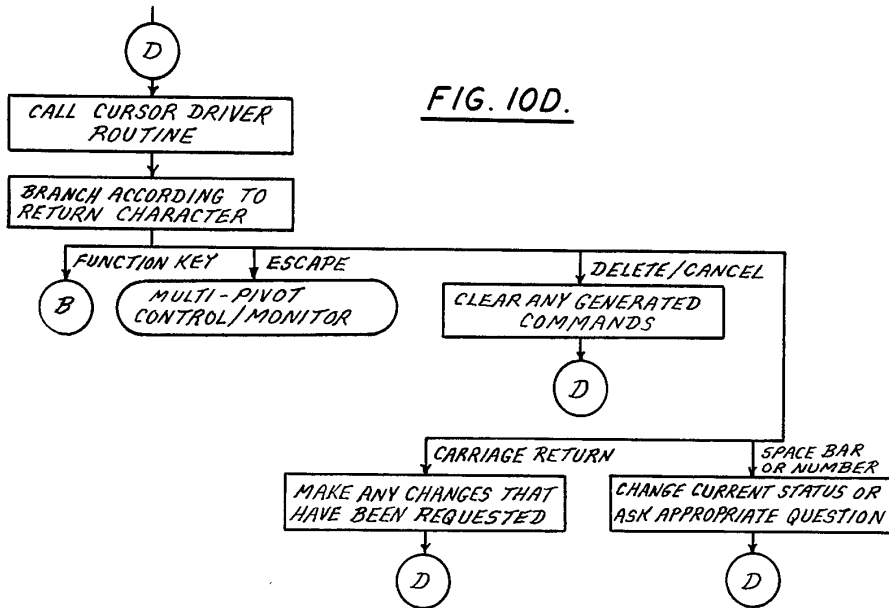 D
FIG. 10D.
CALL CURSOR DRIVER
ROUTINE
BRANCH ACCORDING TO
RETURN CHARACTER
FUNCTION KEY
ESCAPE
DELETE/CANCEL
B
MULTI-PIVOT
CONTROL/MONITOR
CLEAR ANY GENERATED
COMMANDS
D
CARRIAGE RETURN
SPACE BAR
OR NUMBER
MAKE ANY CHANGES THAT
HAVE BEEN REQUESTED
CHANGE CURRENT STATUS OR
ASK APPROPRIATE QUESTION
D
D